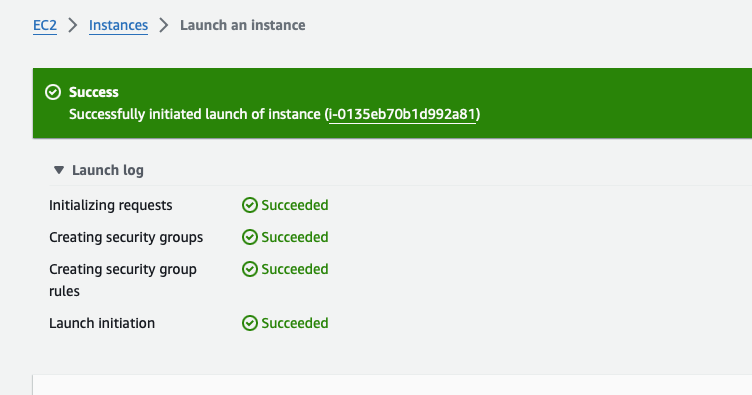 EC2 > Instances > Launch an instance
Success
Successfully initiated launch of instance (i-0135eb70b1d992a81)
Launch log
Initializing requests Succeeded
Creating security groups Succeeded
Creating security group Succeeded
rules
Launch initiation Succeeded